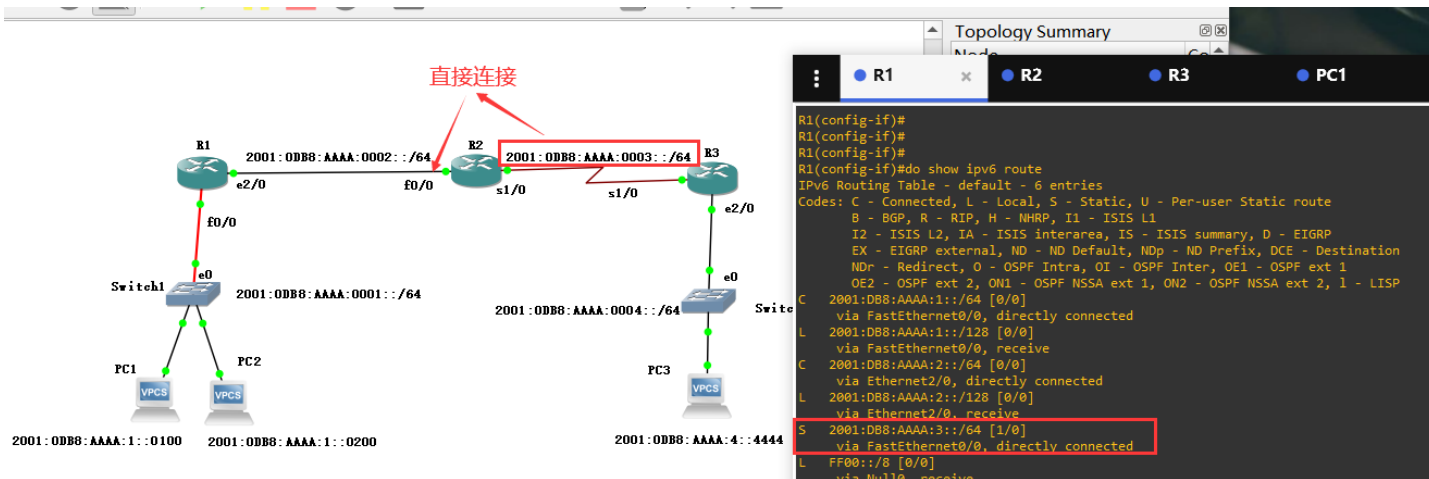 Topology Summary
直接连接
R1
R2
R3
PC1
R1
2001:0DB8:AAAA:0002::/64
R2
2001:0DB8:AAAA:0003::/64
R3
e2/0
f0/0
s1/0
s1/0
e2/0
f0/0
e0
Switch1
2001:0DB8:AAAA:0001::/64
e0
2001:0DB8:AAAA:0004::/64
Switc
PC1
PC2
PC3
VPCS
VPCS
VPCS
2001:0DB8:AAAA:1::0100
2001:0DB8:AAAA:1::0200
2001:0DB8:AAAA:4::4444
R1(config-if)#
R1(config-if)#
R1(config-if)#
R1(config-if)#do show ipv6 route
IPv6 Routing Table - default - 6 entries
Codes: C - Connected, L - Local, S - Static, U - Per-user Static route
B - BGP, R - RIP, H - NHRP, I1 - ISIS L1
I2 - ISIS L2, IA - ISIS interarea, IS - ISIS summary, D - EIGRP
EX - EIGRP external, ND - ND Default, NDp - ND Prefix, DCE - Destination
NDr - Redirect, O - OSPF Intra, OI - OSPF Inter, OE1 - OSPF ext 1
OE2 - OSPF ext 2, ON1 - OSPF NSSA ext 1, ON2 - OSPF NSSA ext 2, l - LISP
C 2001:DB8:AAAA:1::/64 [0/0]
via FastEthernet0/0, directly connected
L 2001:DB8:AAAA:1::/128 [0/0]
via FastEthernet0/0, receive
C 2001:DB8:AAAA:2::/64 [0/0]
via Ethernet2/0, directly connected
L 2001:DB8:AAAA:2::/128 [0/0]
via Ethernet2/0, receive
S 2001:DB8:AAAA:3::/64 [1/0]
via FastEthernet0/0, directly connected
L FF00::/8 [0/0]
via Null0, receive